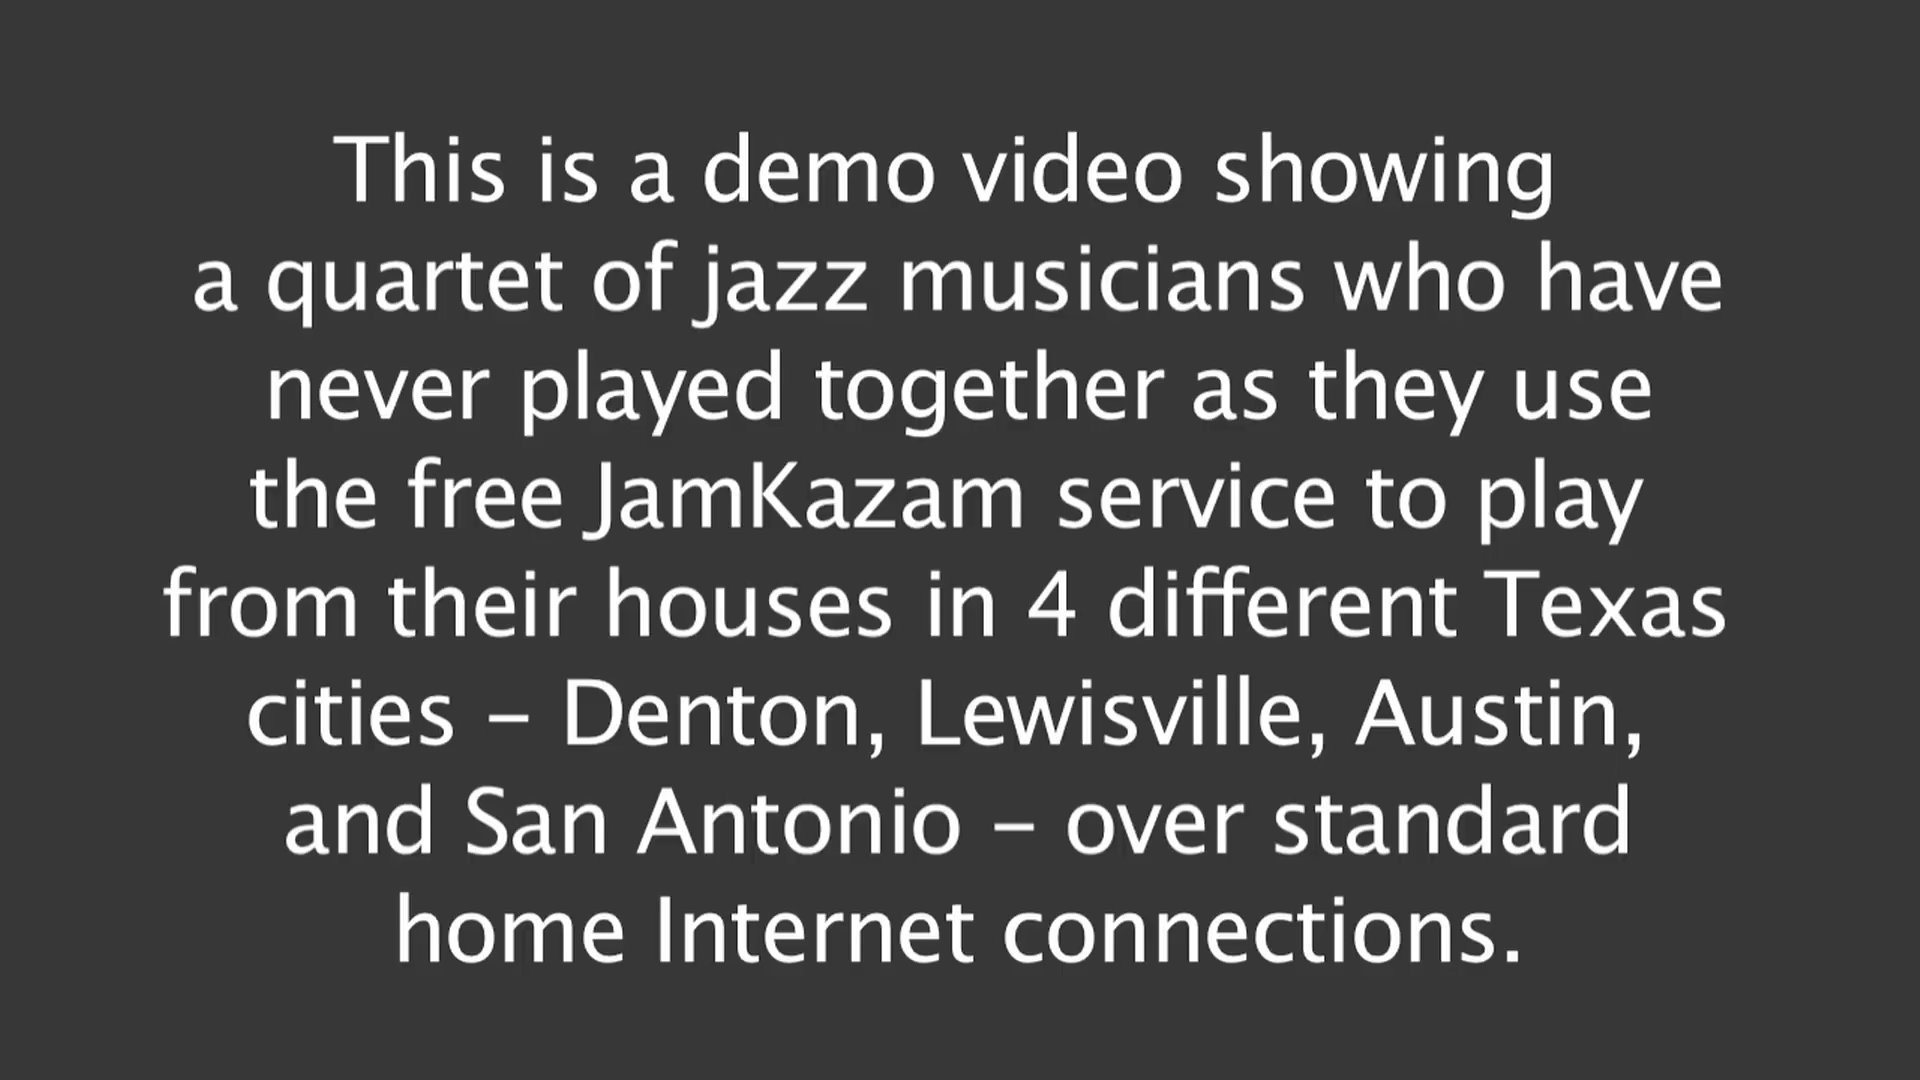 This is a demo video showing
a quartet of jazz musicians who have
never played together as they use
the free JamKazam service to play
from their houses in 4 different Texas
cities – Denton, Lewisville, Austin,
and San Antonio – over standard
home Internet connections.